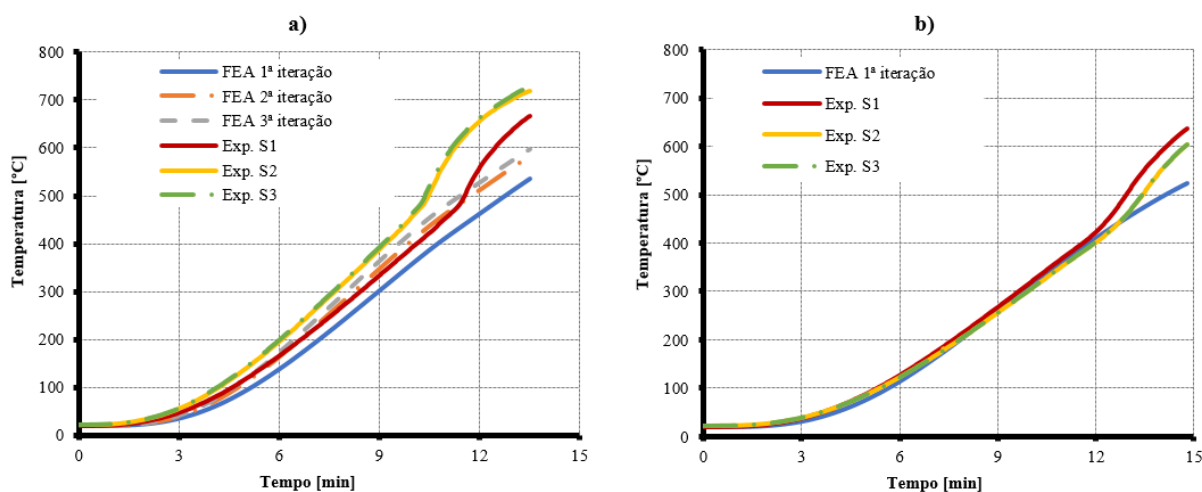 a)
Temperatura [°C]
800
700
600
500
400
300
200
100
0
FEA 1ª iteração
FEA 2ª iteração
FEA 3ª iteração
Exp. S1
Exp. S2
Exp. S3
0 3 6 9 12 15
Tempo [min]
b)
Temperatura [°C]
800
700
600
500
400
300
200
100
0
FEA 1ª iteração
Exp. S1
Exp. S2
Exp. S3
0 3 6 9 12 15
Tempo [min]